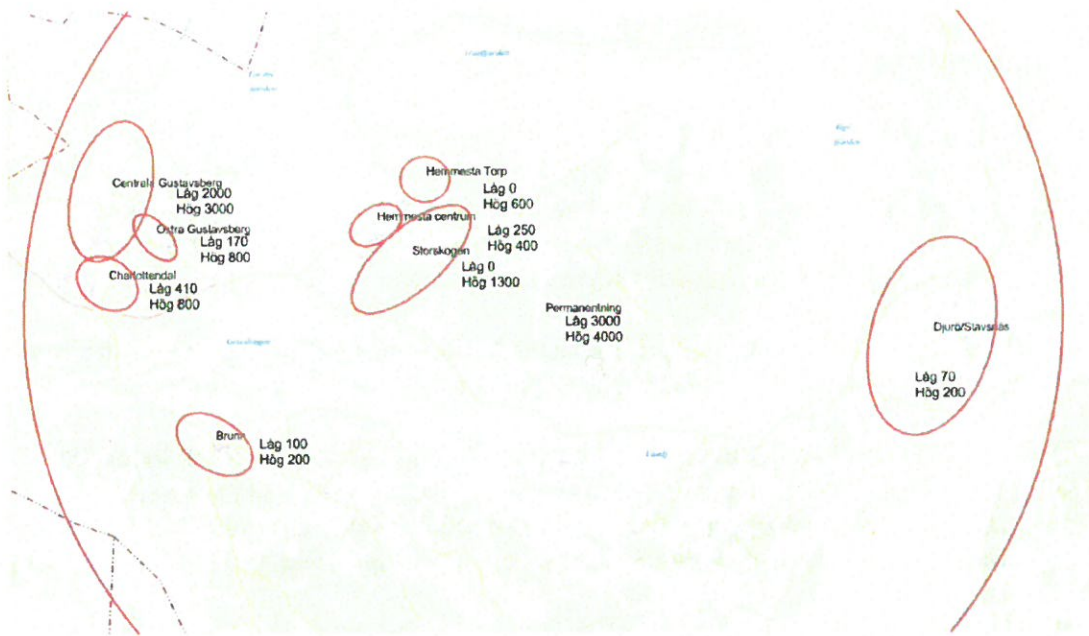 Centrala Gustavsberg
Låg 2000
Hög 3000
Östra Gustavsberg
Låg 170
Hög 800
Charlottendal
Låg 410
Hög 800
Hemmesta Torp
Låg 0
Hög 600
Hemmesta centrum
Låg 250
Hög 400
Storskogen
Låg 0
Hög 1300
Permanentning
Låg 3000
Hög 4000
Djurö/Stavsnäs
Låg 70
Hög 200
Brunn
Låg 100
Hög 200